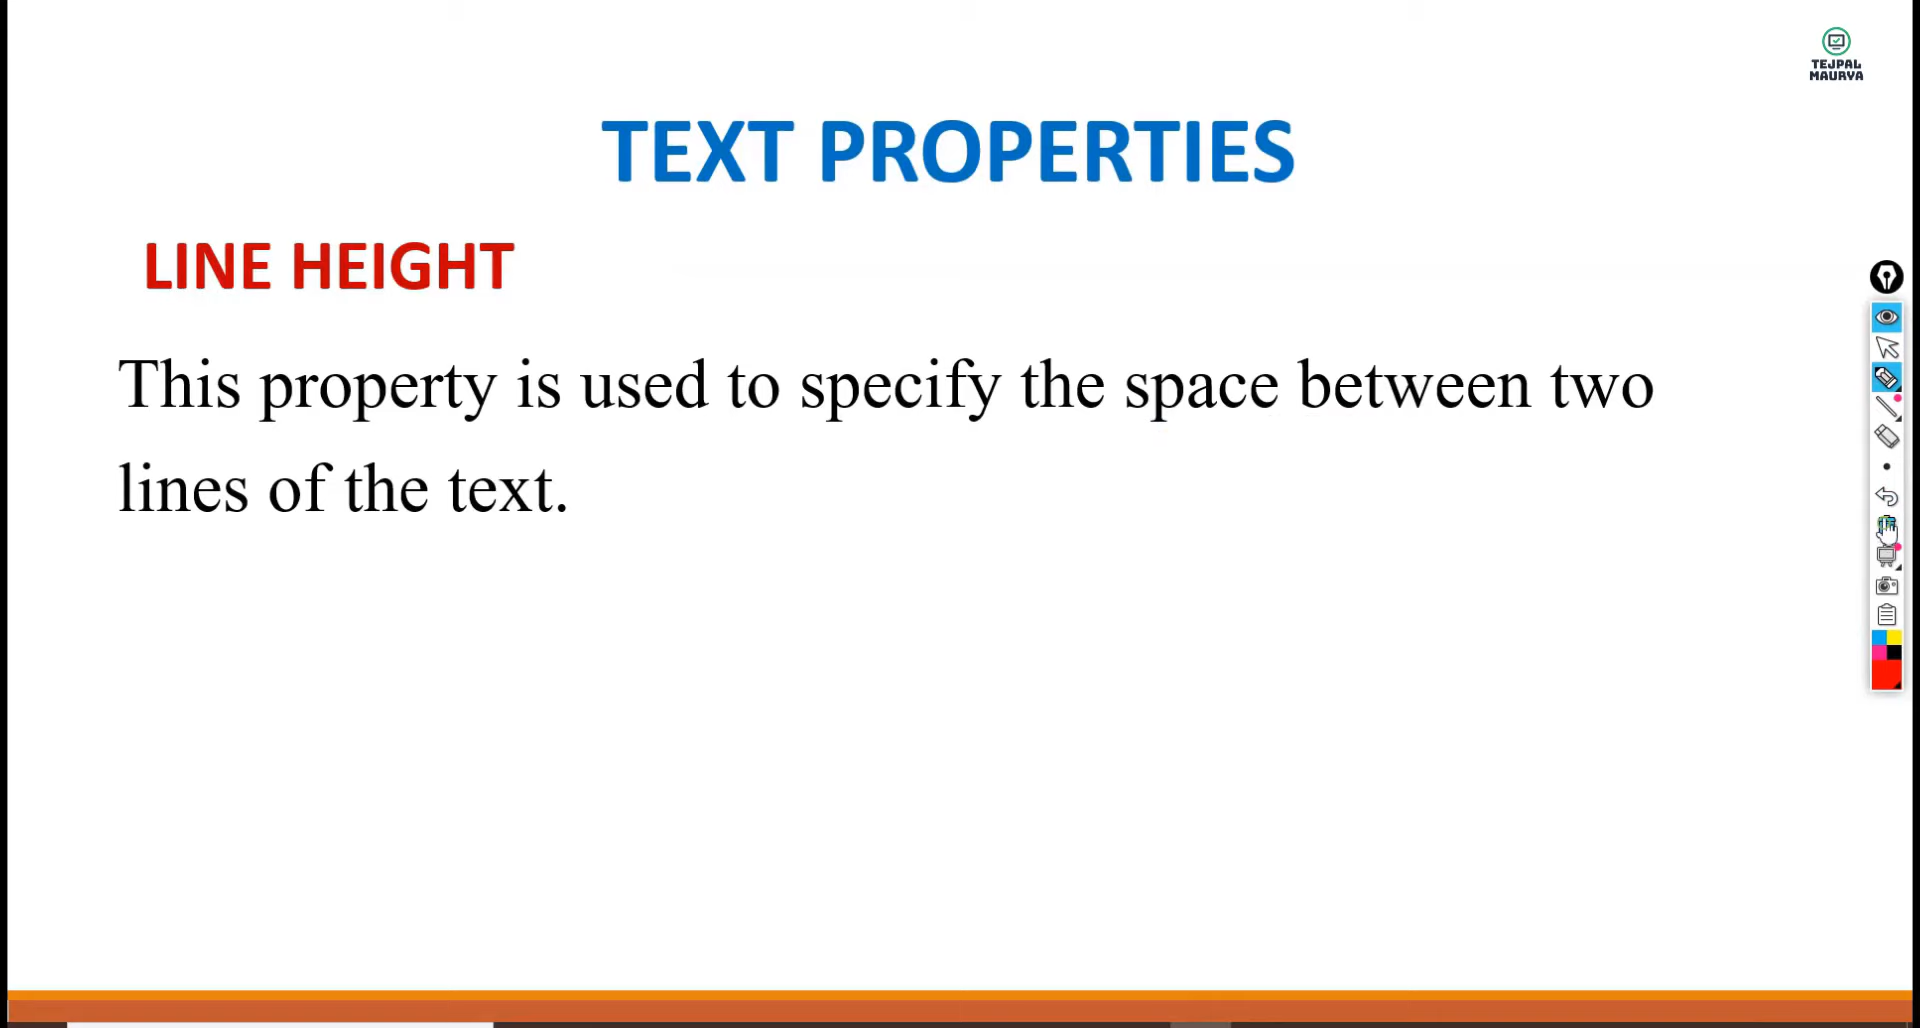 TEJPAL
MAURYA
TEXT PROPERTIES
LINE HEIGHT
This property is used to specify the space between two
lines of the text.